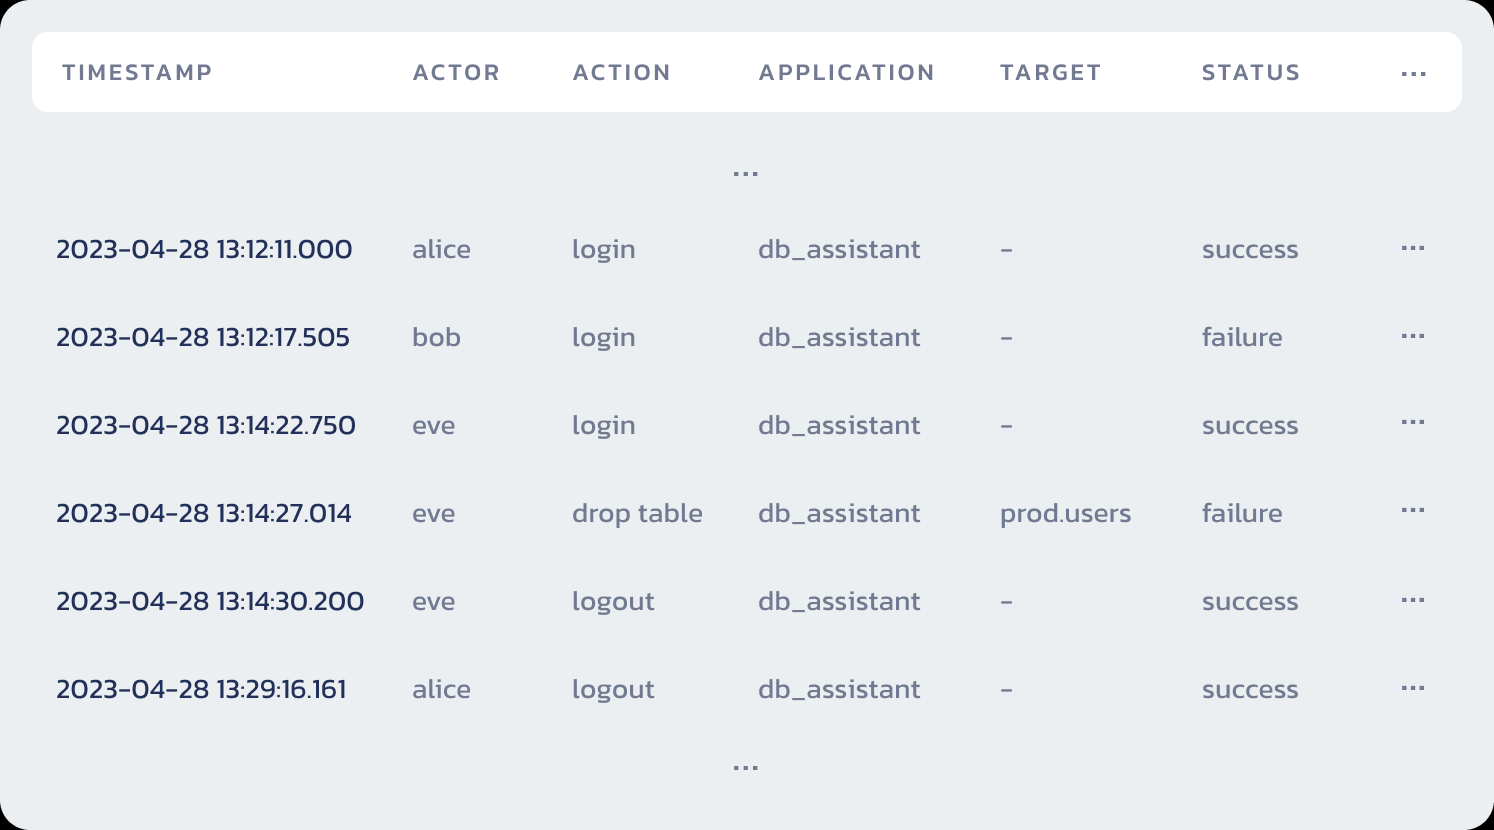 TIMESTAMP ACTOR ACTION APPLICATION TARGET STATUS ...
...
2023-04-28 13:12:11.000 alice login db_assistant - success ...
2023-04-28 13:12:17.505 bob login db_assistant - failure ...
2023-04-28 13:14:22.750 eve login db_assistant - success ...
2023-04-28 13:14:27.014 eve drop table db_assistant prod.users failure ...
2023-04-28 13:14:30.200 eve logout db_assistant - success ...
2023-04-28 13:29:16.161 alice logout db_assistant - success ...
...